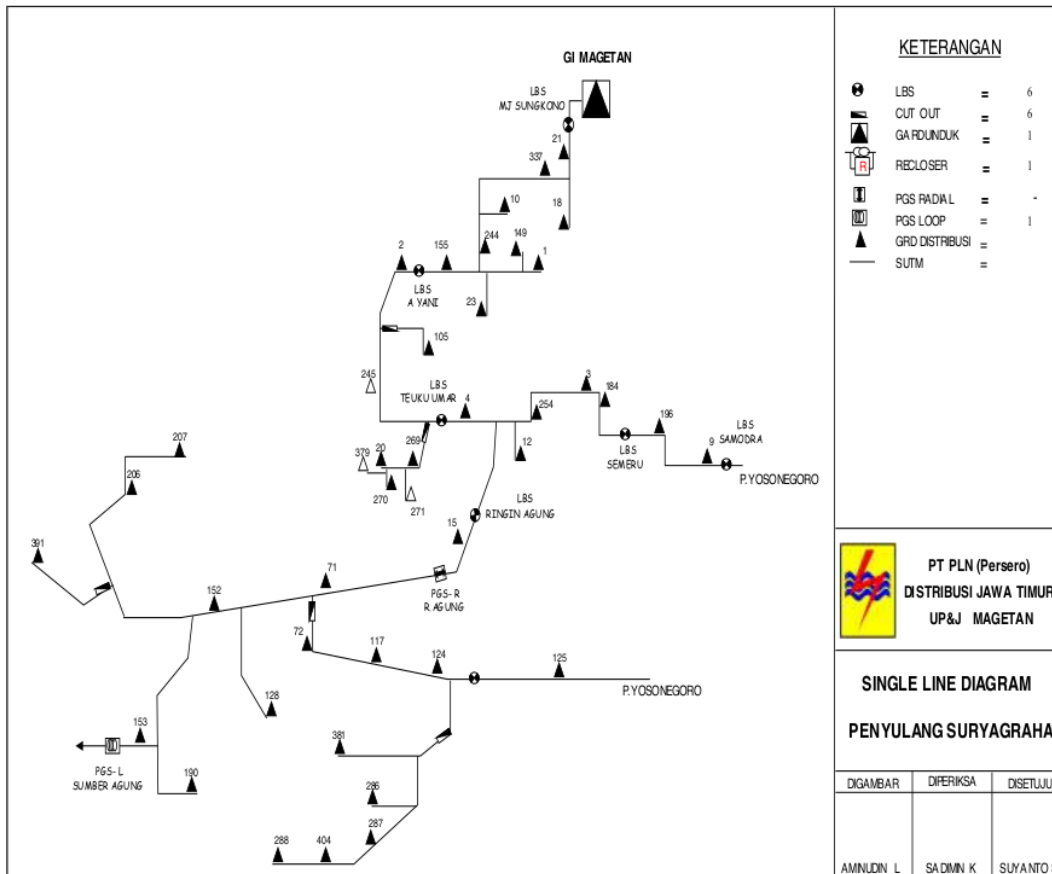 GI MAGETAN
LBS
MJ SUNGKONO
21
337
10
18
244
149
1
2
155
LBS
A YANI
23
105
245
LBS
TEUKU UMAR
4
3
184
254
196
LBS
SAMODRA
9
LBS
SEMERU
P.YOSONEGORO
12
269
20
379
270
271
207
206
LBS
RINGIN AGUNG
15
391
71
152
PGS-R
R.AGUNG
72
117
124
125
P.YOSONEGORO
128
153
381
PGS-L
SUMBER AGUNG
190
286
287
288
404
KETERANGAN
LBS = 6
CUT OUT = 6
GARDUNDUK = 1
R RECLOSER = 1
PGS RADIAL = -
PGS LOOP = 1
GRD DISTRIBUSI =
SUTM =
PT PLN (Persero)
DISTRIBUSI JAWA TIMUR
UP&J MAGETAN
SINGLE LINE DIAGRAM
PENYULANG SURYAGRAHA
DIGAMBAR DIPERIKSA DISETUJU
AMINUDIN L SADIMIN K SUYANTO